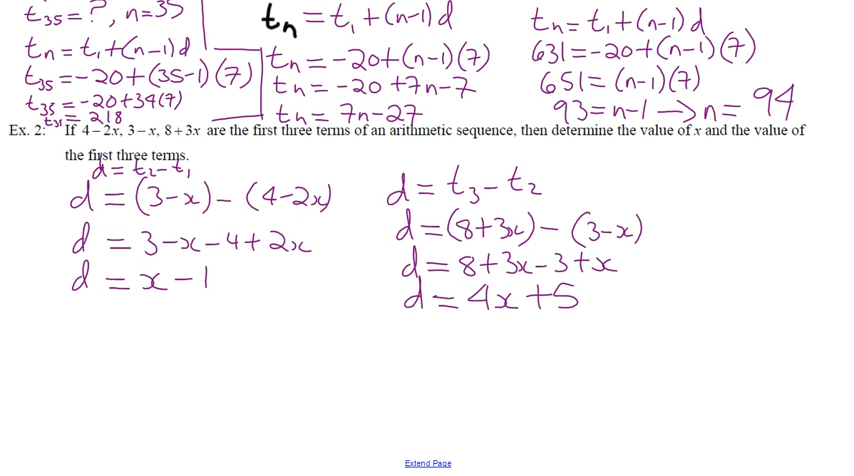 t₃₅ = ?, n = 35
tₙ = t₁ + (n-1)d
t₃₅ = -20 + (35-1)(7)
t₃₅ = -20 + 34(7)
t₃₅ = 218
tₙ = t₁ + (n-1)d
tₙ = -20 + (n-1)(7)
tₙ = -20 + 7n - 7
tₙ = 7n - 27
tₙ = t₁ + (n-1)d
631 = -20 + (n-1)(7)
651 = (n-1)(7)
93 = n-1 → n = 94
Ex. 2: If 4 − 2x, 3 − x, 8 + 3x are the first three terms of an arithmetic sequence, then determine the value of x and the value of
the first three terms.
d = t₂ - t₁
d = (3-x) - (4-2x)
d = 3 - x - 4 + 2x
d = x - 1
d = t₃ - t₂
d = (8+3x) - (3-x)
d = 8 + 3x - 3 + x
d = 4x + 5
Extend Page